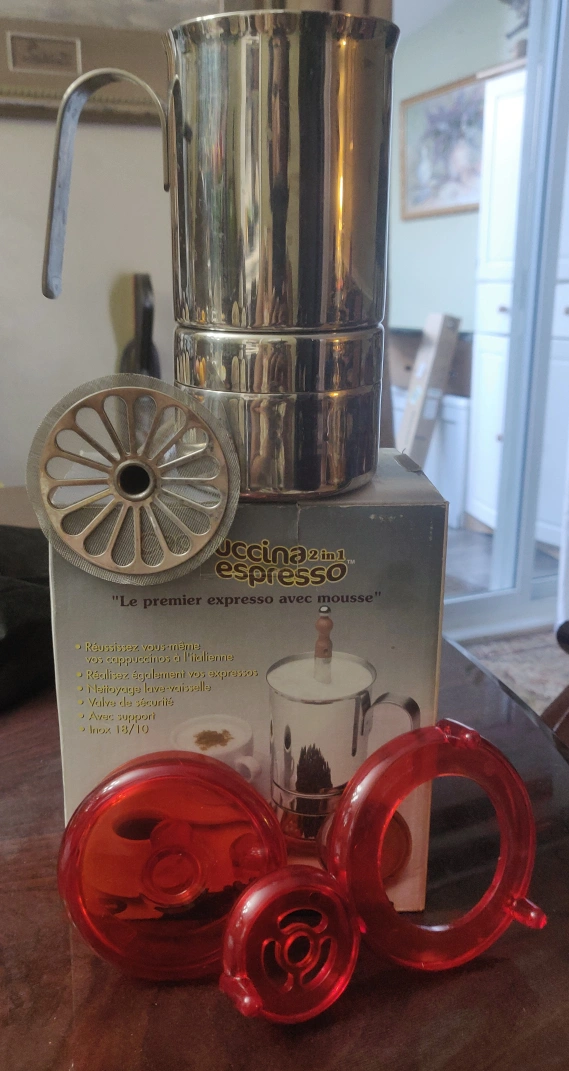 uccina 2 in 1
espresso™
"Le premier expresso avec mousse"
• Réussissez vous-même
vos cappuccinos à l'italienne
• Réalisez également vos expressos
• Nettoyage lave-vaisselle
• Valve de sécurité
• Avec support
• Inox 18/10